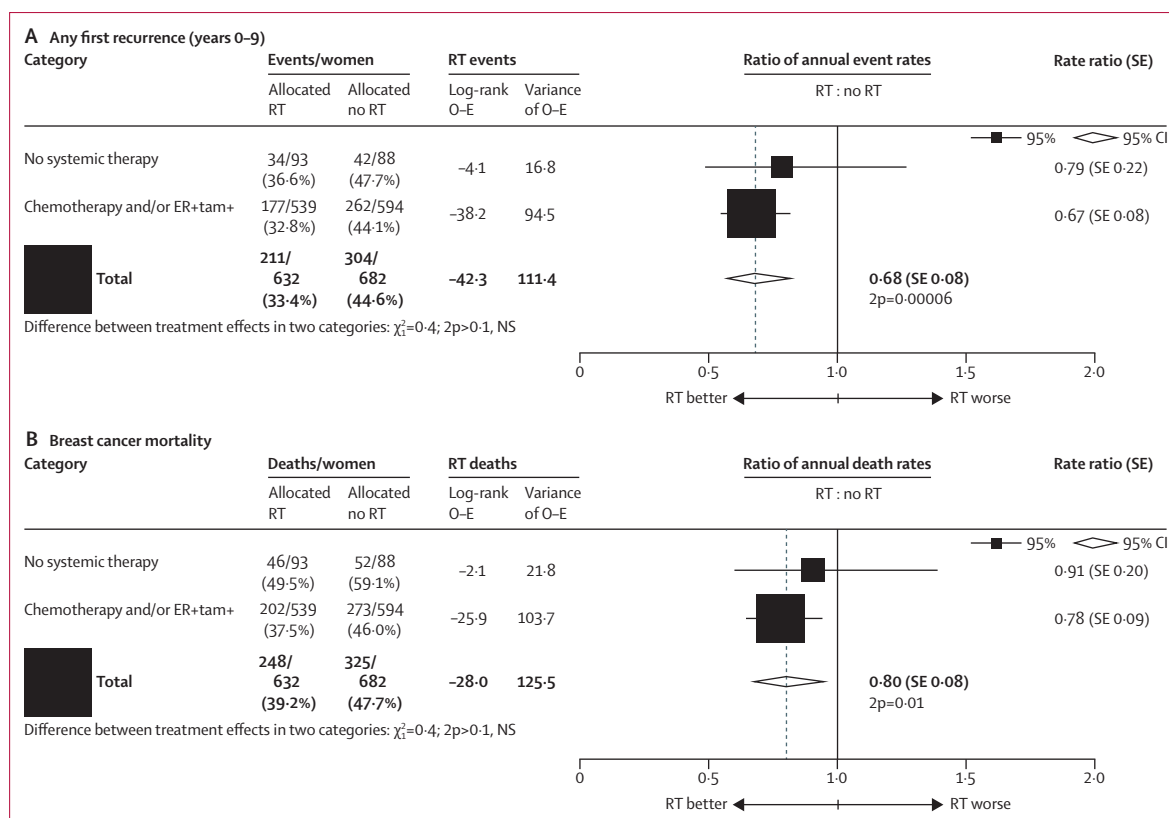 A Any first recurrence (years 0–9)
Category Events/women RT events Ratio of annual event rates Rate ratio (SE)
Allocated RT Allocated no RT Log-rank O–E Variance of O–E RT : no RT
95% 95% CI
No systemic therapy 34/93 (36·6%) 42/88 (47·7%) –4·1 16·8 0·79 (SE 0·22)
Chemotherapy and/or ER+tam+ 177/539 (32·8%) 262/594 (44·1%) –38·2 94·5 0·67 (SE 0·08)
Total 211/632 (33·4%) 304/682 (44·6%) –42·3 111·4 0·68 (SE 0·08)
2p=0·00006
Difference between treatment effects in two categories: χ²₁=0·4; 2p>0·1, NS
0 0·5 1·0 1·5 2·0
RT better RT worse
B Breast cancer mortality
Category Deaths/women RT deaths Ratio of annual death rates Rate ratio (SE)
Allocated RT Allocated no RT Log-rank O–E Variance of O–E RT : no RT
95% 95% CI
No systemic therapy 46/93 (49·5%) 52/88 (59·1%) –2·1 21·8 0·91 (SE 0·20)
Chemotherapy and/or ER+tam+ 202/539 (37·5%) 273/594 (46·0%) –25·9 103·7 0·78 (SE 0·09)
Total 248/632 (39·2%) 325/682 (47·7%) –28·0 125·5 0·80 (SE 0·08)
2p=0·01
Difference between treatment effects in two categories: χ²₁=0·4; 2p>0·1, NS
0 0·5 1·0 1·5 2·0
RT better RT worse